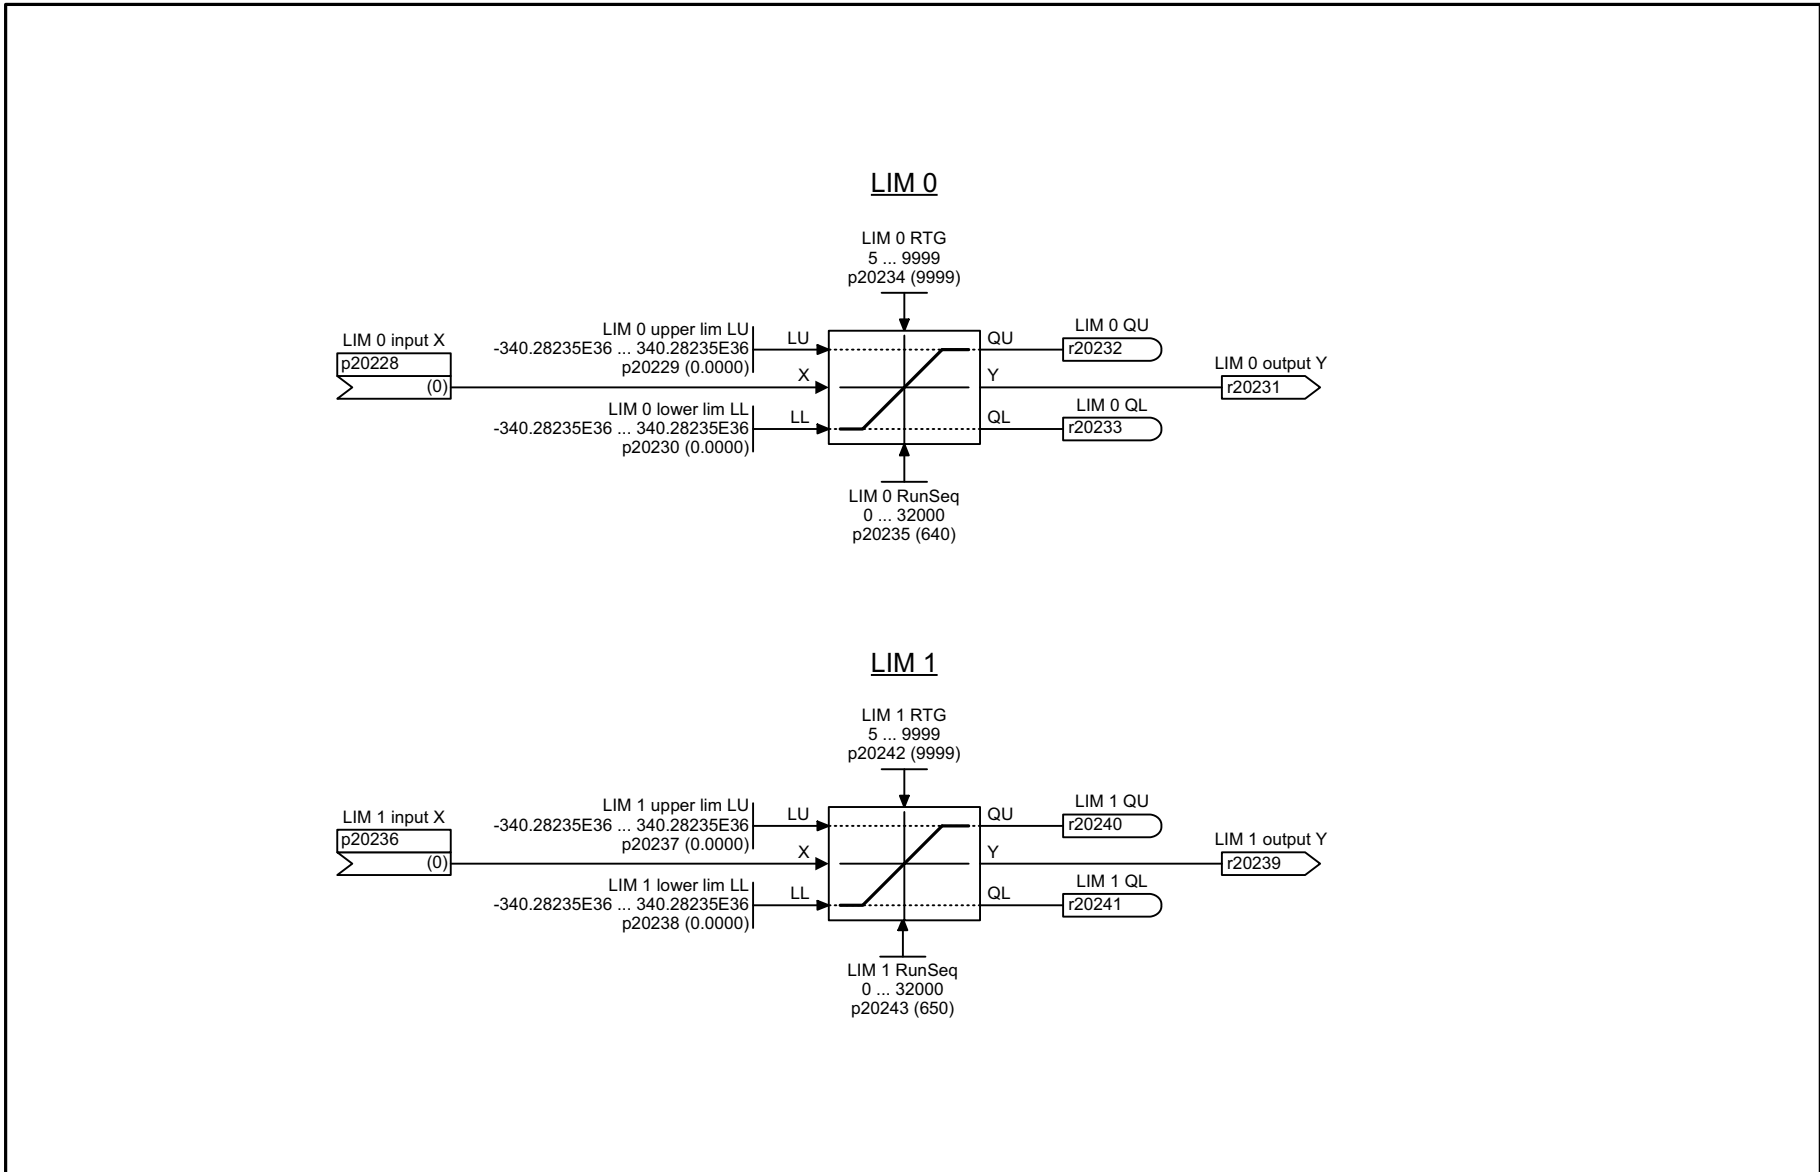 LIM 0
LIM 0 RTG
5 ... 9999
p20234 (9999)
LIM 0 input X
p20228
(0)
LIM 0 upper lim LU
-340.28235E36 ... 340.28235E36
p20229 (0.0000)
LU
X
LIM 0 lower lim LL
-340.28235E36 ... 340.28235E36
p20230 (0.0000)
LL
QU
Y
QL
LIM 0 QU
r20232
LIM 0 output Y
r20231
LIM 0 QL
r20233
LIM 0 RunSeq
0 ... 32000
p20235 (640)
LIM 1
LIM 1 RTG
5 ... 9999
p20242 (9999)
LIM 1 input X
p20236
(0)
LIM 1 upper lim LU
-340.28235E36 ... 340.28235E36
p20237 (0.0000)
LU
X
LIM 1 lower lim LL
-340.28235E36 ... 340.28235E36
p20238 (0.0000)
LL
QU
Y
QL
LIM 1 QU
r20240
LIM 1 output Y
r20239
LIM 1 QL
r20241
LIM 1 RunSeq
0 ... 32000
p20243 (650)